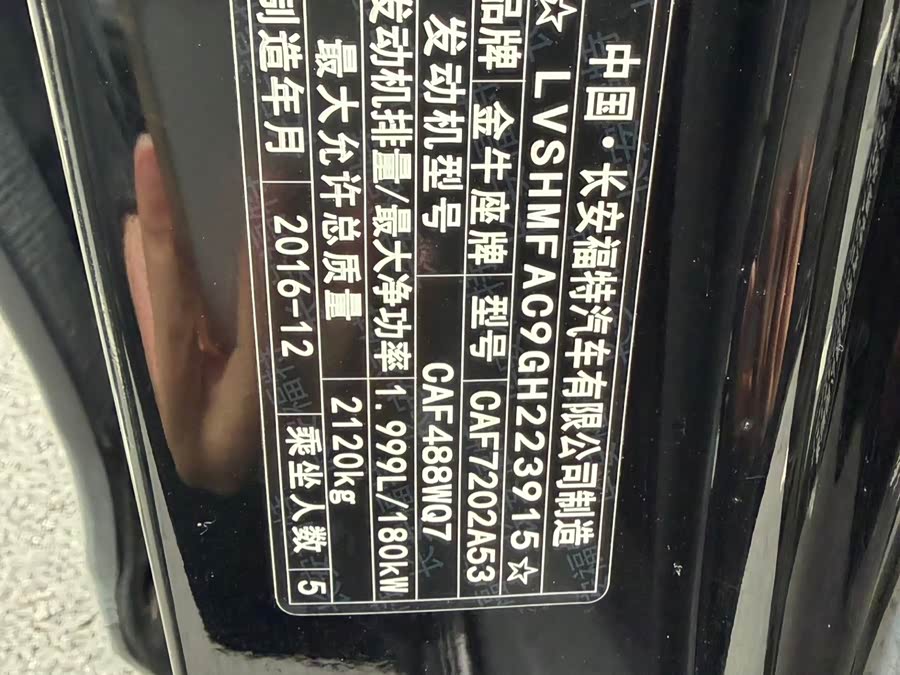 中国·长安福特汽车有限公司制造
☆ LVSHMFAC9GH223915☆
品牌 金牛座牌 型号 CAF7202A53
发动机型号 CAF488WQ7
发动机排量/最大净功率 1.999L/180kW
最大允许总质量 2120kg
制造年月 2016-12 乘坐人数 5